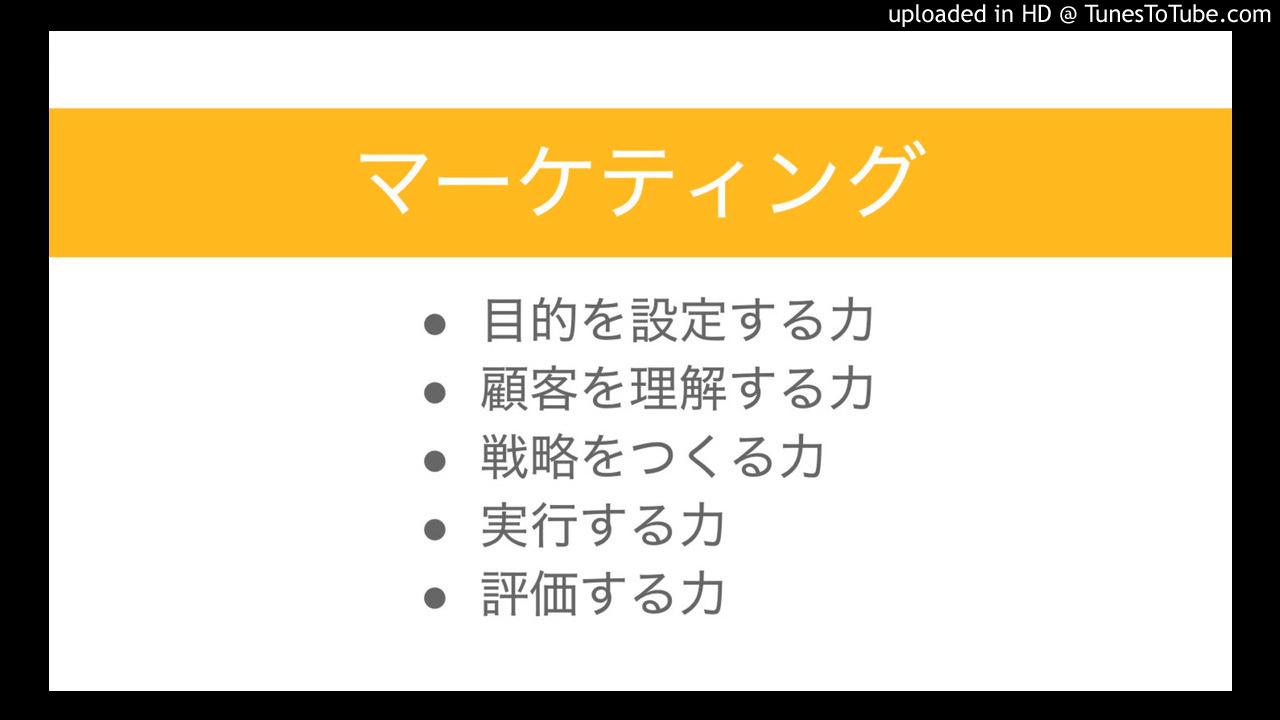 uploaded in HD @ TunesToTube.com
マーケティング
● 目的を設定する力
● 顧客を理解する力
● 戦略をつくる力
● 実行する力
● 評価する力